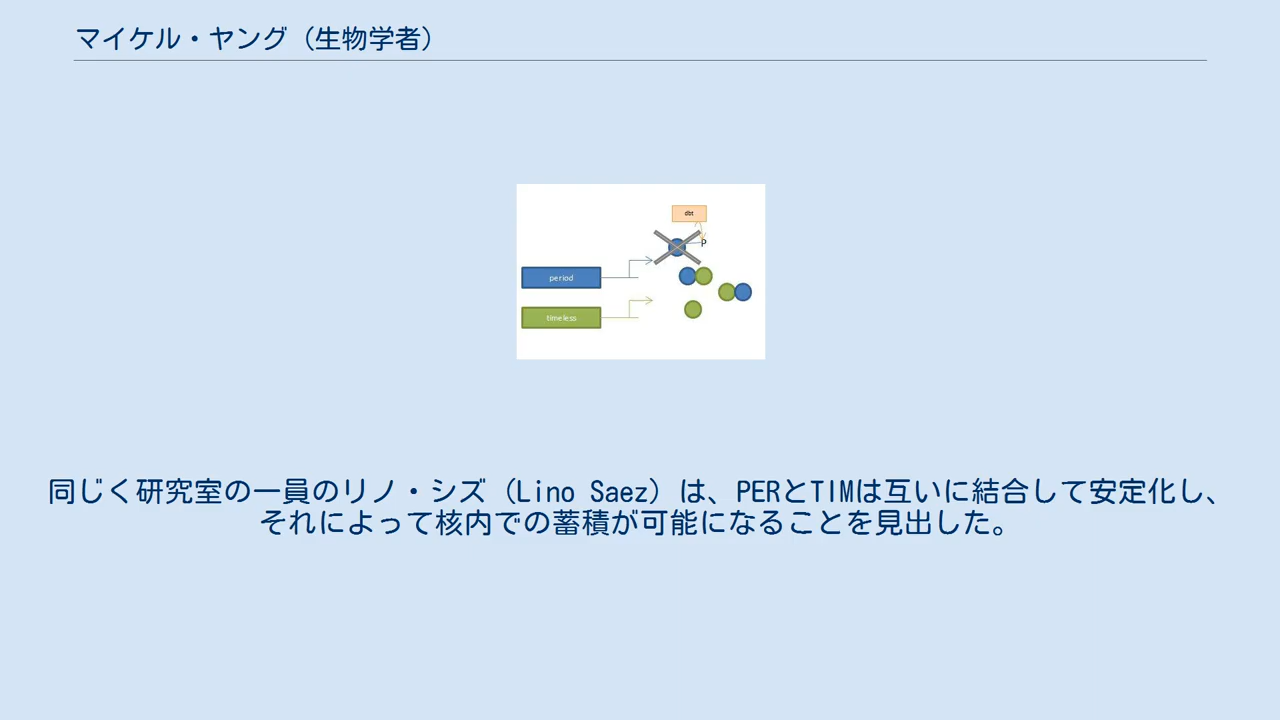 マイケル・ヤング（生物学者）
dbt
P
period
timeless
同じく研究室の一員のリノ・シズ（Lino Saez）は、PERとTIMは互いに結合して安定化し、
それによって核内での蓄積が可能になることを見出した。